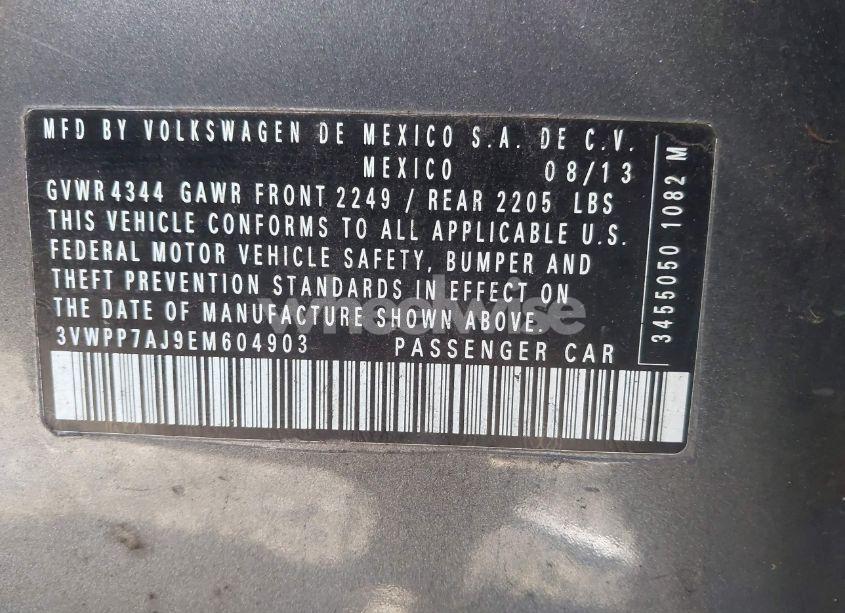 MFD BY VOLKSWAGEN DE MEXICO S.A. DE C.V.
MEXICO 08/13
GVWR 4344 GAWR FRONT 2249 / REAR 2205 LBS
THIS VEHICLE CONFORMS TO ALL APPLICABLE U.S.
FEDERAL MOTOR VEHICLE SAFETY, BUMPER AND
THEFT PREVENTION STANDARDS IN EFFECT ON
THE DATE OF MANUFACTURE SHOWN ABOVE.
3VWPP7AJ9EM604903 PASSENGER CAR
3455050 1082 M
wheelwise